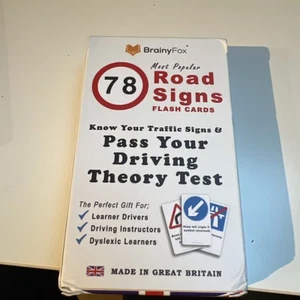 BrainyFox
Most Popular
78
Road
Signs
FLASH CARDS
Know Your Traffic Signs &
Pass Your
Driving
Theory Test
The Perfect Gift For;
Learner Drivers
Driving Instructors
Dyslexic Learners
MADE IN GREAT BRITAIN